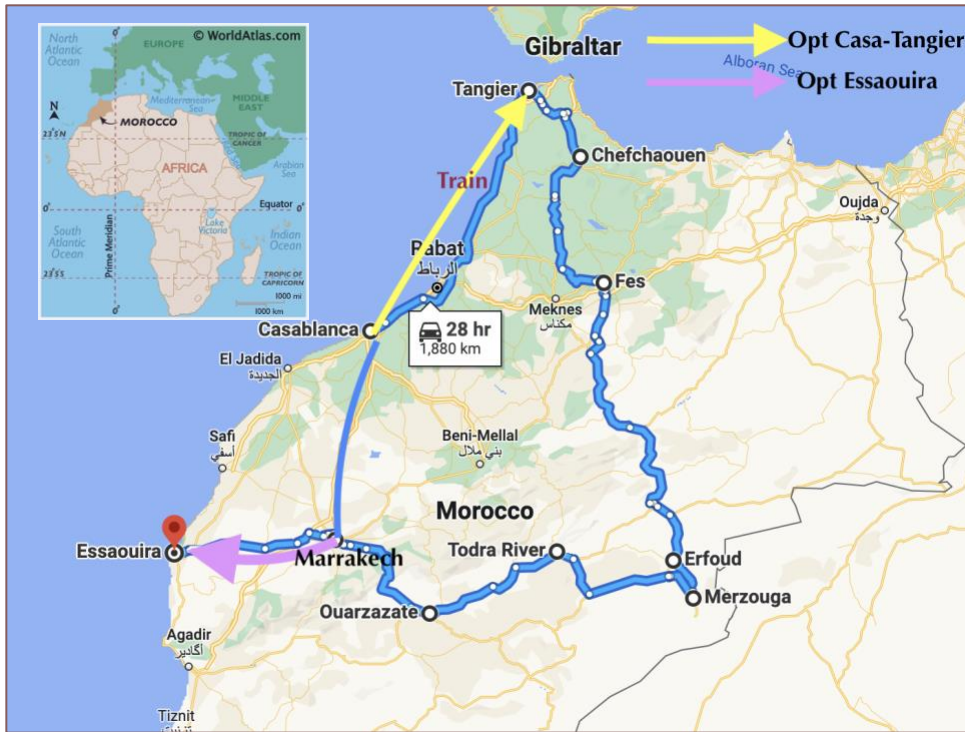 © WorldAtlas.com
North
Atlantic
Ocean
EUROPE
Mediterranean
Sea
MIDDLE
EAST
N
MOROCCO
TROPIC OF
CANCER
23°5'N
Arabian
Sea
AFRICA
Equator
0°
0°
Lake
Victoria
South
Atlantic
Ocean
Prime Meridian
Indian
Ocean
23°5'S
TROPIC OF
CAPRICORN
1000 mi
1000 km
0°
Gibraltar
Opt Casa-Tangier
Alboran Sea
Opt Essaouira
Tangier
Chefchaouen
Train
Oujda
وجدة
Rabat
الرباط
Fes
Meknes
مكناس
Casablanca
28 hr
1,880 km
El Jadida
الجديدة
Safi
آسفي
Beni-Mellal
بني ملال
Morocco
Essaouira
Marrakech
Todra River
Erfoud
Merzouga
Ouarzazate
Agadir
أكادير
Tiznit